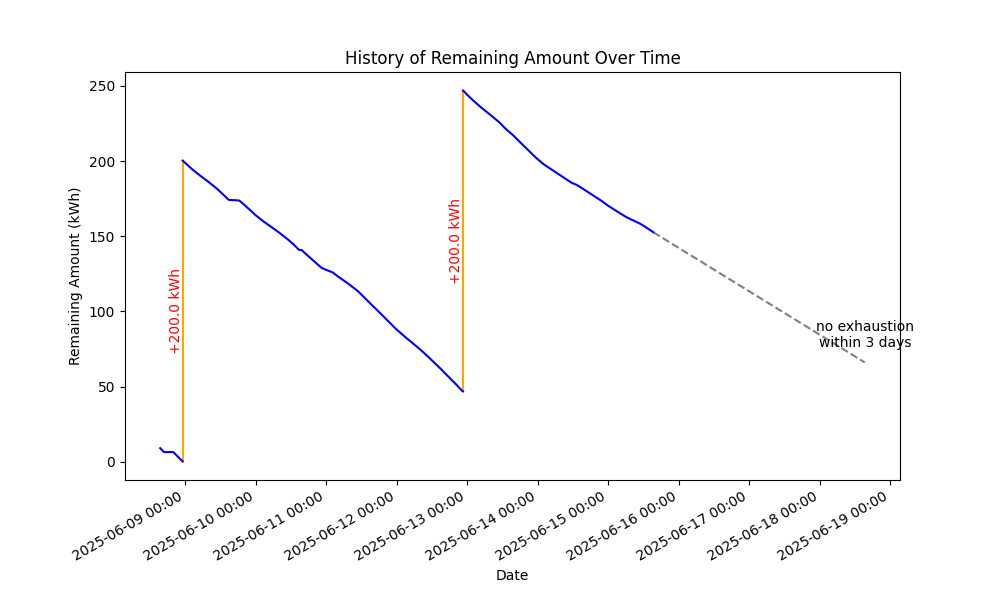 History of Remaining Amount Over Time
Remaining Amount (kWh)
250
200
150
100
50
0
+200.0 kWh
+200.0 kWh
no exhaustion
within 3 days
2025-06-09 00:00
2025-06-10 00:00
2025-06-11 00:00
2025-06-12 00:00
2025-06-13 00:00
2025-06-14 00:00
2025-06-15 00:00
2025-06-16 00:00
2025-06-17 00:00
2025-06-18 00:00
2025-06-19 00:00
Date